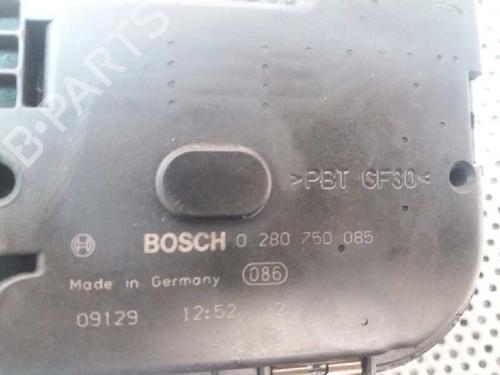 B-PARTS
>PBT GF30<
BOSCH 0 280 750 085
Made in Germany 086
09129 12:52 2